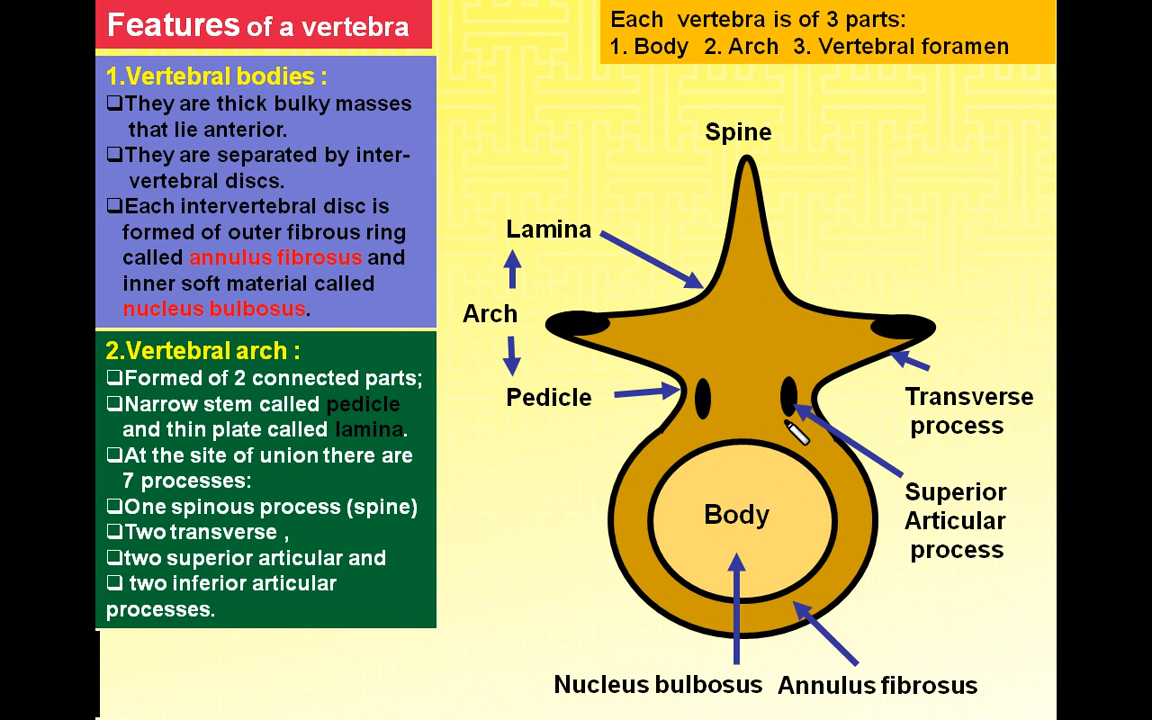 Features of a vertebra
Each vertebra is of 3 parts:
1. Body 2. Arch 3. Vertebral foramen
1.Vertebral bodies :
❑They are thick bulky masses
that lie anterior.
❑They are separated by inter-
vertebral discs.
❑Each intervertebral disc is
formed of outer fibrous ring
called annulus fibrosus and
inner soft material called
nucleus bulbosus.
2.Vertebral arch :
❑Formed of 2 connected parts;
❑Narrow stem called pedicle
and thin plate called lamina.
❑At the site of union there are
7 processes:
❑One spinous process (spine)
❑Two transverse ,
❑two superior articular and
❑ two inferior articular
processes.
Spine
Lamina
Arch
Pedicle
Transverse
process
Superior
Articular
process
Body
Nucleus bulbosus
Annulus fibrosus